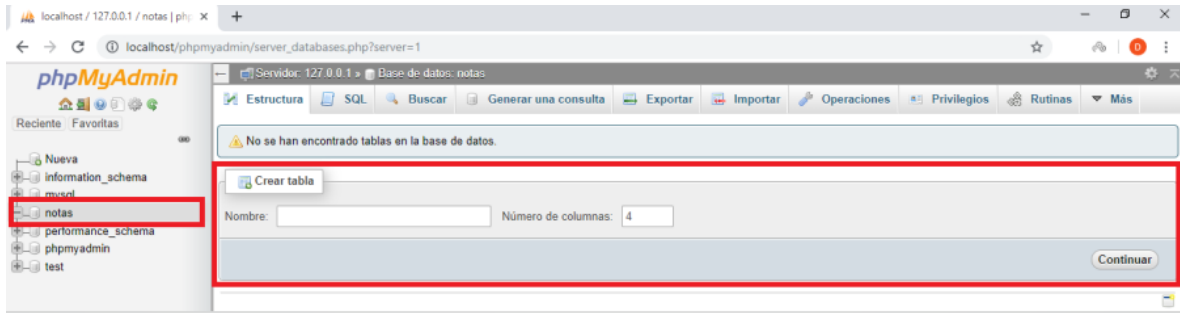 localhost / 127.0.0.1 / notas | php
localhost/phpmyadmin/server_databases.php?server=1
phpMyAdmin
Reciente Favoritas
Nueva
information_schema
mysql
notas
performance_schema
phpmyadmin
test
Servidor: 127.0.0.1 » Base de datos: notas
Estructura SQL Buscar Generar una consulta Exportar Importar Operaciones Privilegios Rutinas Más
No se han encontrado tablas en la base de datos.
Crear tabla
Nombre: Número de columnas: 4
Continuar